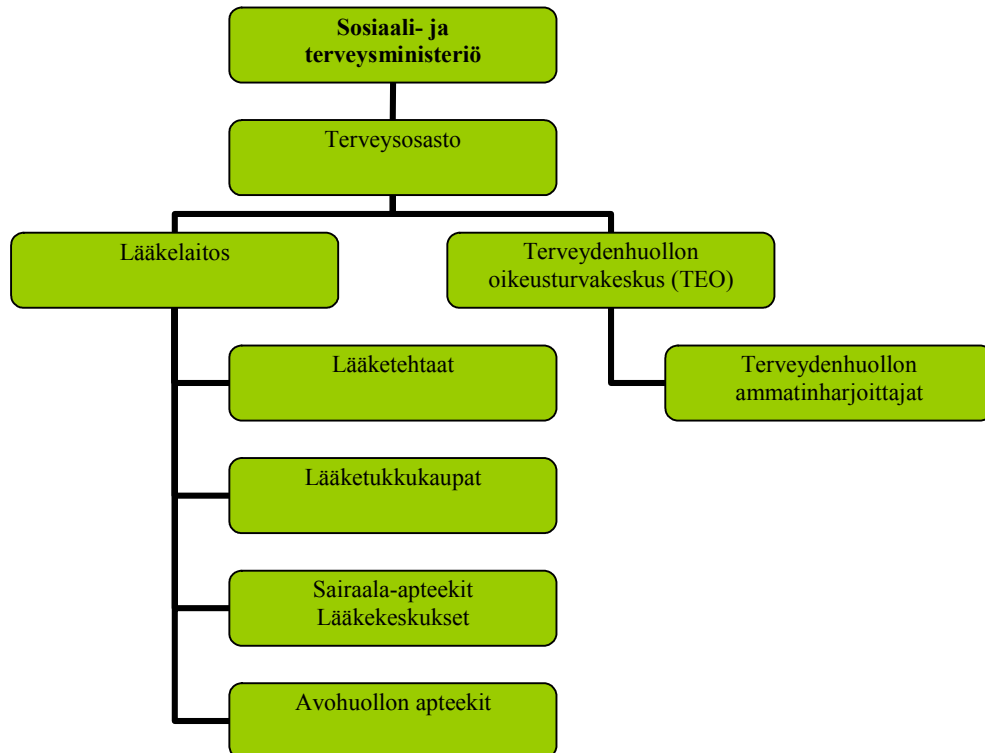 Sosiaali- ja
terveysministeriö
Terveysosasto
Lääkelaitos
Terveydenhuollon
oikeusturvakeskus (TEO)
Lääketehtaat
Terveydenhuollon
ammatinharjoittajat
Lääketukkukaupat
Sairaala-apteekit
Lääkekeskukset
Avohuollon apteekit